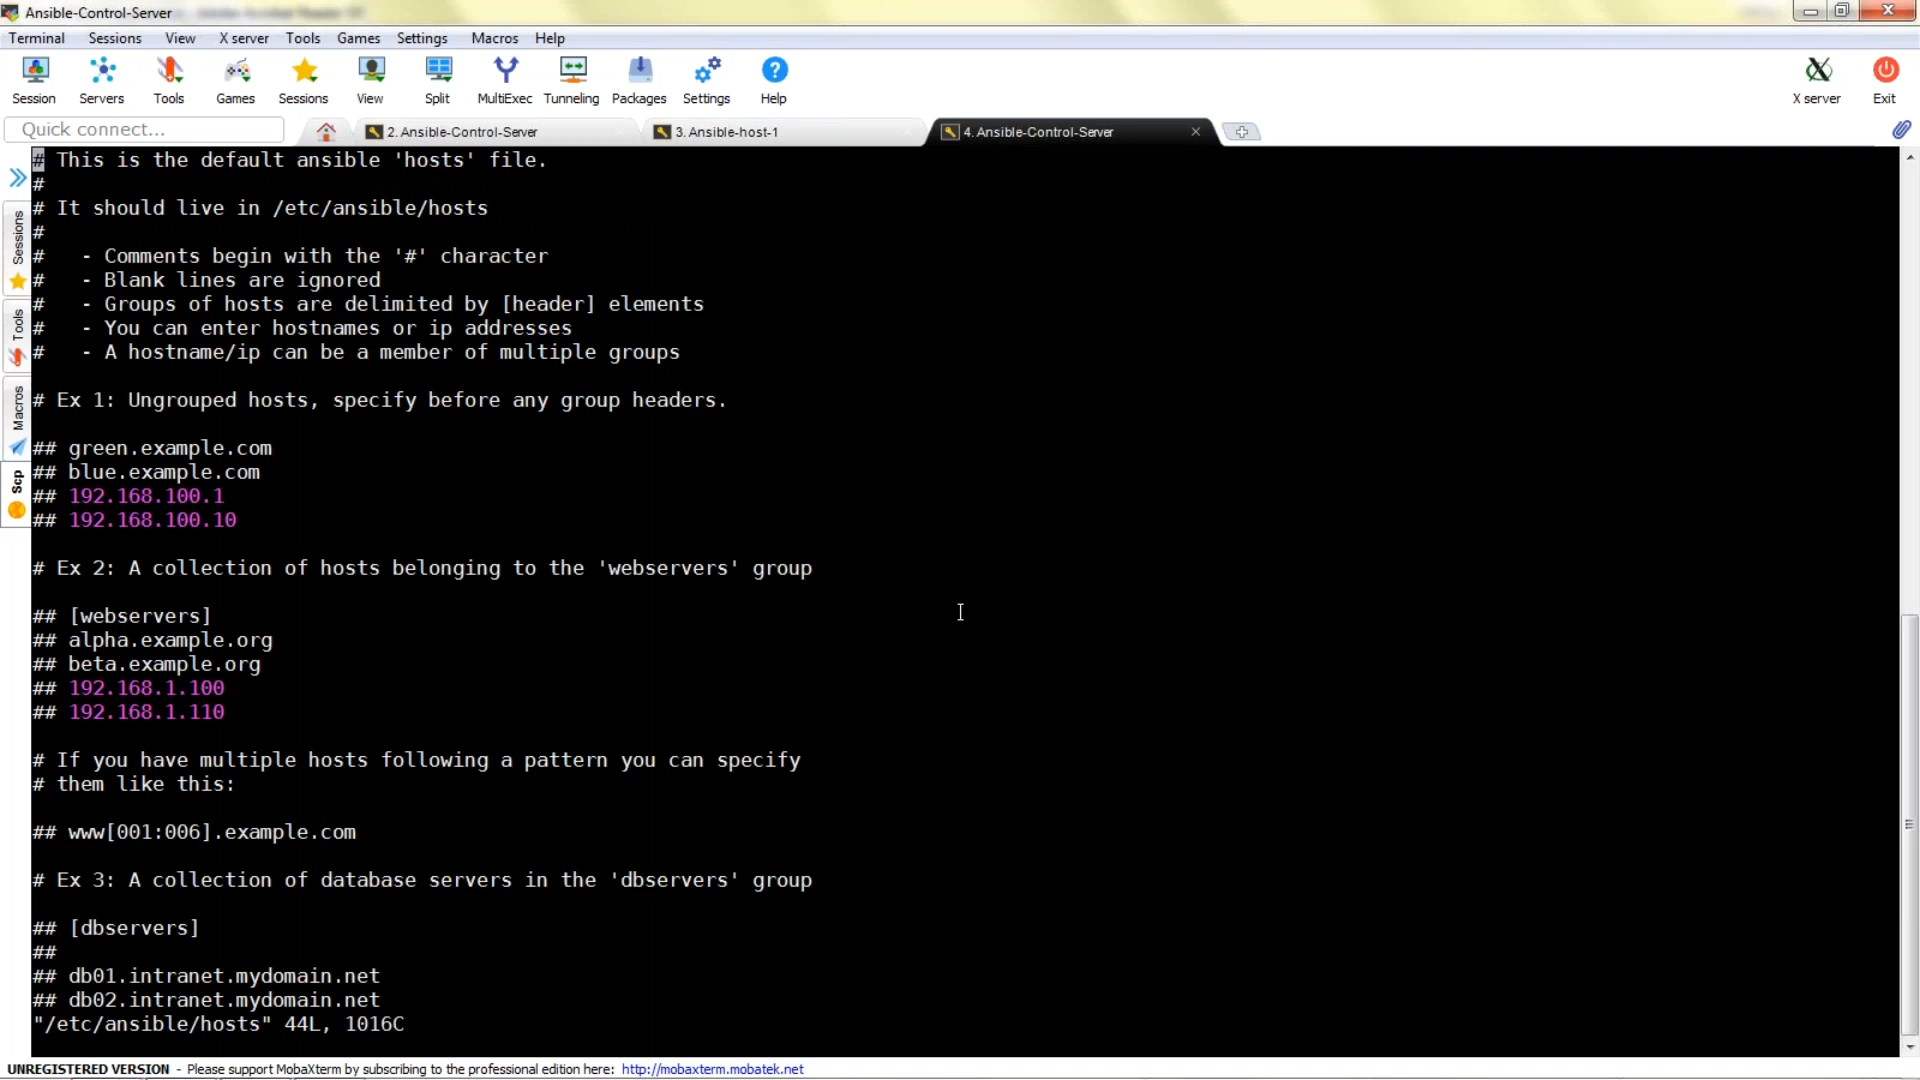 Ansible-Control-Server
Terminal Sessions View X server Tools Games Settings Macros Help
Session Servers Tools Games Sessions View Split MultiExec Tunneling Packages Settings Help X server Exit
Quick connect... 2. Ansible-Control-Server 3. Ansible-host-1 4. Ansible-Control-Server
Sessions
Tools
Macros
Scp
# This is the default ansible 'hosts' file.
#
# It should live in /etc/ansible/hosts
#
#   - Comments begin with the '#' character
#   - Blank lines are ignored
#   - Groups of hosts are delimited by [header] elements
#   - You can enter hostnames or ip addresses
#   - A hostname/ip can be a member of multiple groups
# Ex 1: Ungrouped hosts, specify before any group headers.
## green.example.com
## blue.example.com
## 192.168.100.1
## 192.168.100.10
# Ex 2: A collection of hosts belonging to the 'webservers' group
## [webservers]
## alpha.example.org
## beta.example.org
## 192.168.1.100
## 192.168.1.110
# If you have multiple hosts following a pattern you can specify
# them like this:
## www[001:006].example.com
# Ex 3: A collection of database servers in the 'dbservers' group
## [dbservers]
##
## db01.intranet.mydomain.net
## db02.intranet.mydomain.net
"/etc/ansible/hosts" 44L, 1016C
UNREGISTERED VERSION - Please support MobaXterm by subscribing to the professional edition here: http://mobaxterm.mobatek.net